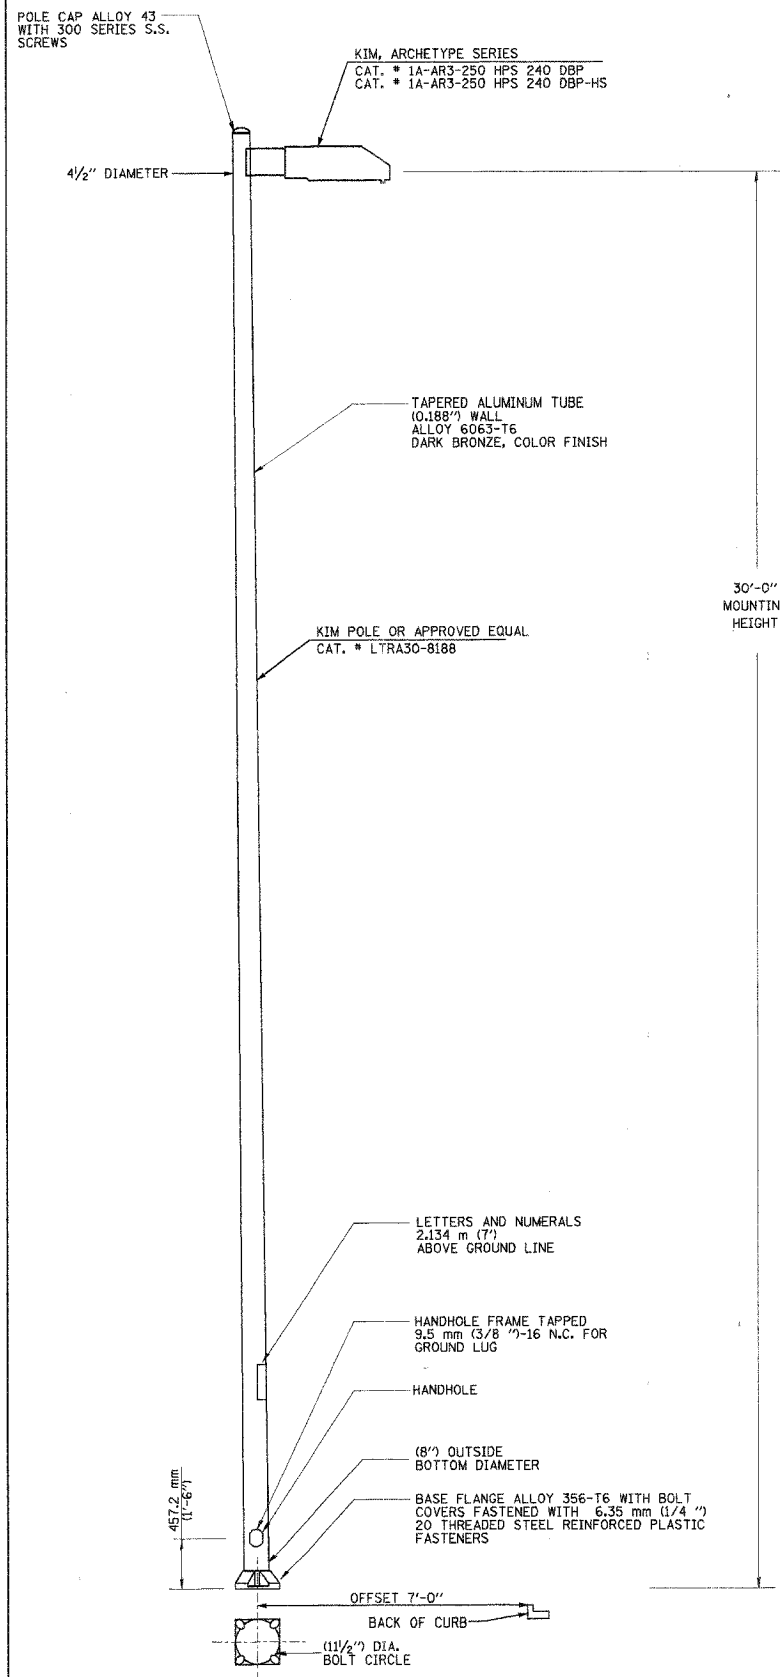 POLE CAP ALLOY 43
WITH 300 SERIES S.S.
SCREWS
KIM, ARCHETYPE SERIES
CAT. # 1A-AR3-250 HPS 240 DBP
CAT. # 1A-AR3-250 HPS 240 DBP-HS
4 1/2" DIAMETER
TAPERED ALUMINUM TUBE
(0.188") WALL
ALLOY 6063-T6
DARK BRONZE, COLOR FINISH
30'-0"
MOUNTIN
HEIGHT
KIM POLE OR APPROVED EQUAL
CAT. # LTRA30-8188
LETTERS AND NUMERALS
2.134 m (7')
ABOVE GROUND LINE
HANDHOLE FRAME TAPPED
9.5 mm (3/8 ")-16 N.C. FOR
GROUND LUG
HANDHOLE
(8") OUTSIDE
BOTTOM DIAMETER
457.2 mm
(1'-6")
BASE FLANGE ALLOY 356-T6 WITH BOLT
COVERS FASTENED WITH 6.35 mm (1/4 ")
20 THREADED STEEL REINFORCED PLASTIC
FASTENERS
OFFSET 7'-0"
BACK OF CURB
(11 1/2") DIA.
BOLT CIRCLE